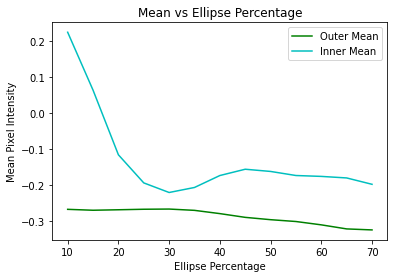 Mean vs Ellipse Percentage
Outer Mean
Inner Mean
Mean Pixel Intensity
0.2
0.1
0.0
−0.1
−0.2
−0.3
10 20 30 40 50 60 70
Ellipse Percentage